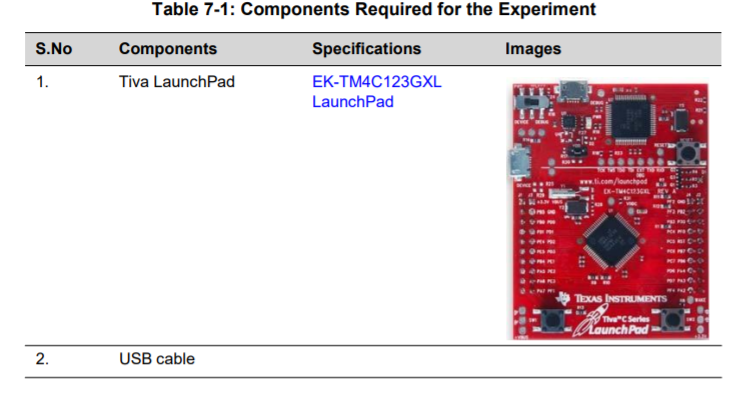 Table 7-1: Components Required for the Experiment
S.No Components Specifications Images
1. Tiva LaunchPad EK-TM4C123GXL
LaunchPad
www.ti.com/launchpad
EK-TM4C123GXL
TEXAS INSTRUMENTS
Tiva™ C Series
LaunchPad
2. USB cable